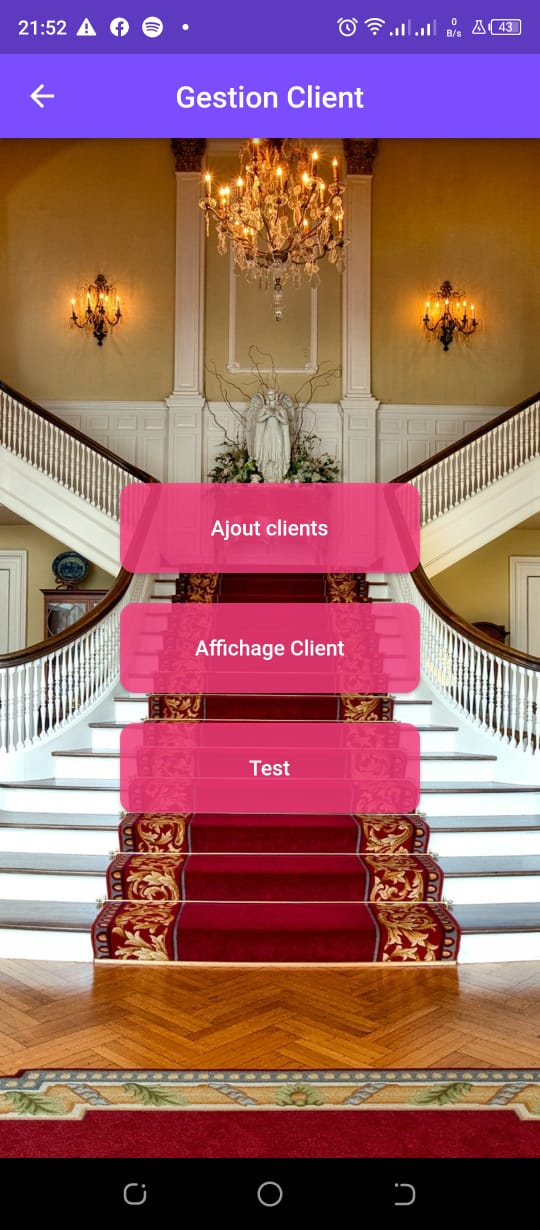 21:52
0
B/s
43
Gestion Client
Ajout clients
Affichage Client
Test